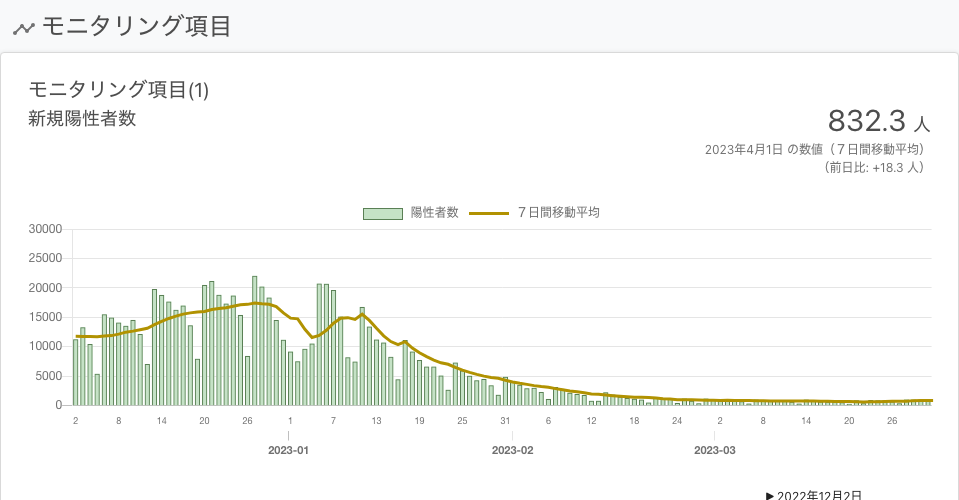 モニタリング項目
モニタリング項目(1)
新規陽性者数
832.3 人
2023年4月1日 の数値（７日間移動平均）
（前日比: +18.3 人）
陽性者数 ７日間移動平均
30000
25000
20000
15000
10000
5000
0
2 8 14 20 26 1 7 13 19 25 31 6 12 18 24 2 8 14 20 26
2023-01 2023-02 2023-03
▶ 2022年12月2日